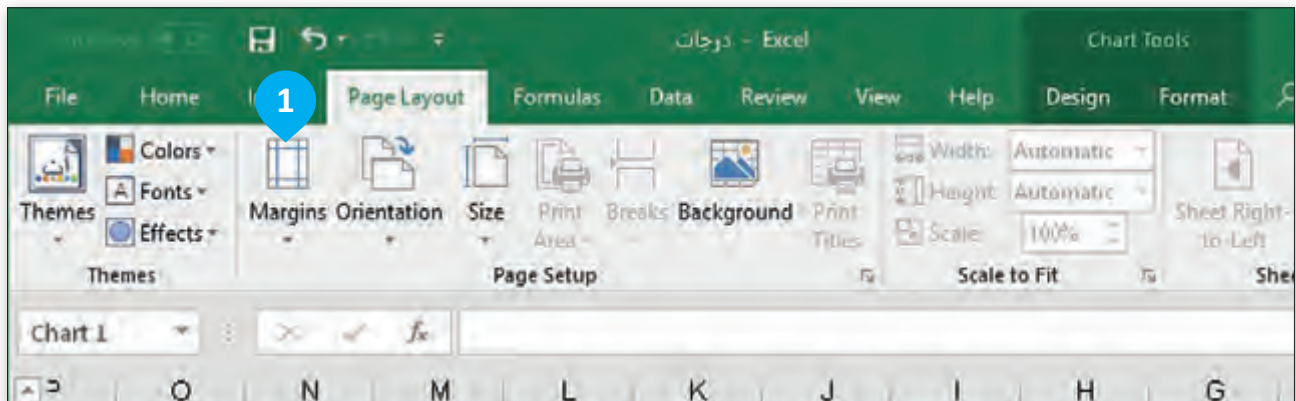 درجات - Excel Chart Tools
File Home 1 Page Layout Formulas Data Review View Help Design Format
Themes Colors Fonts Effects Margins Orientation Size Print Area Breaks Background Print Titles Width: Automatic Height: Automatic Scale: 100% Sheet Right-to-Left
Themes Page Setup Scale to Fit
Chart 1 fx
O N M L K J I H G